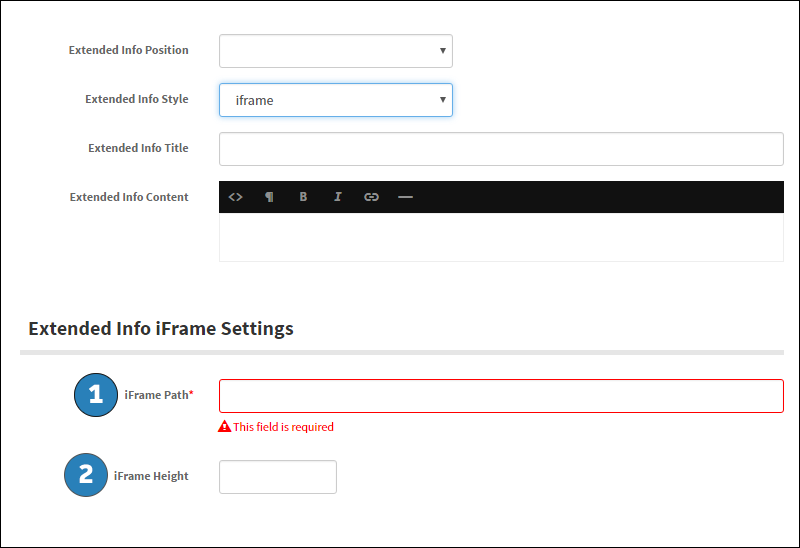 Extended Info Position
Extended Info Style iframe
Extended Info Title
Extended Info Content <> ¶ B I
Extended Info iFrame Settings
1 iFrame Path*
This field is required
2 iFrame Height